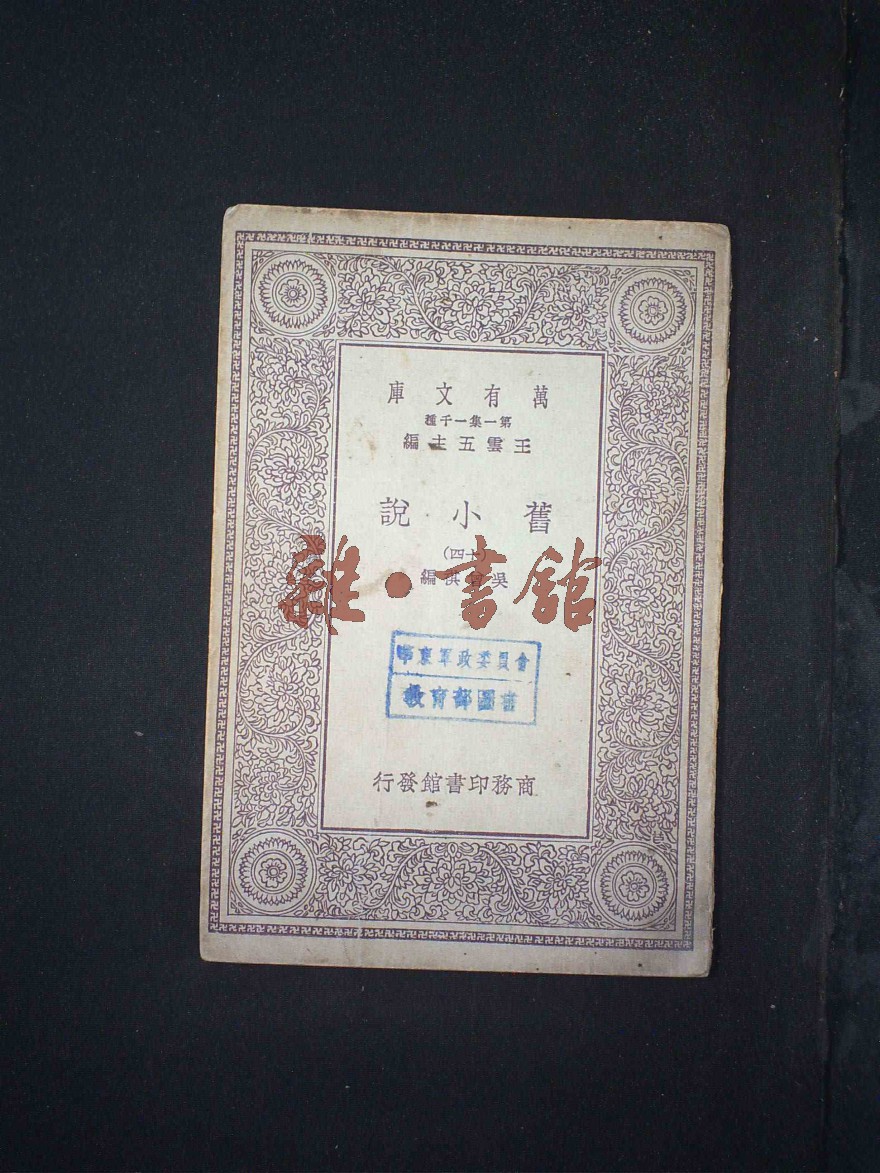 萬有文庫
第一集一千種
王雲五主編
舊小說
(十四)
吳曾祺編
雜·書館
華東軍政委員會
教育部圖書
商務印書館發行